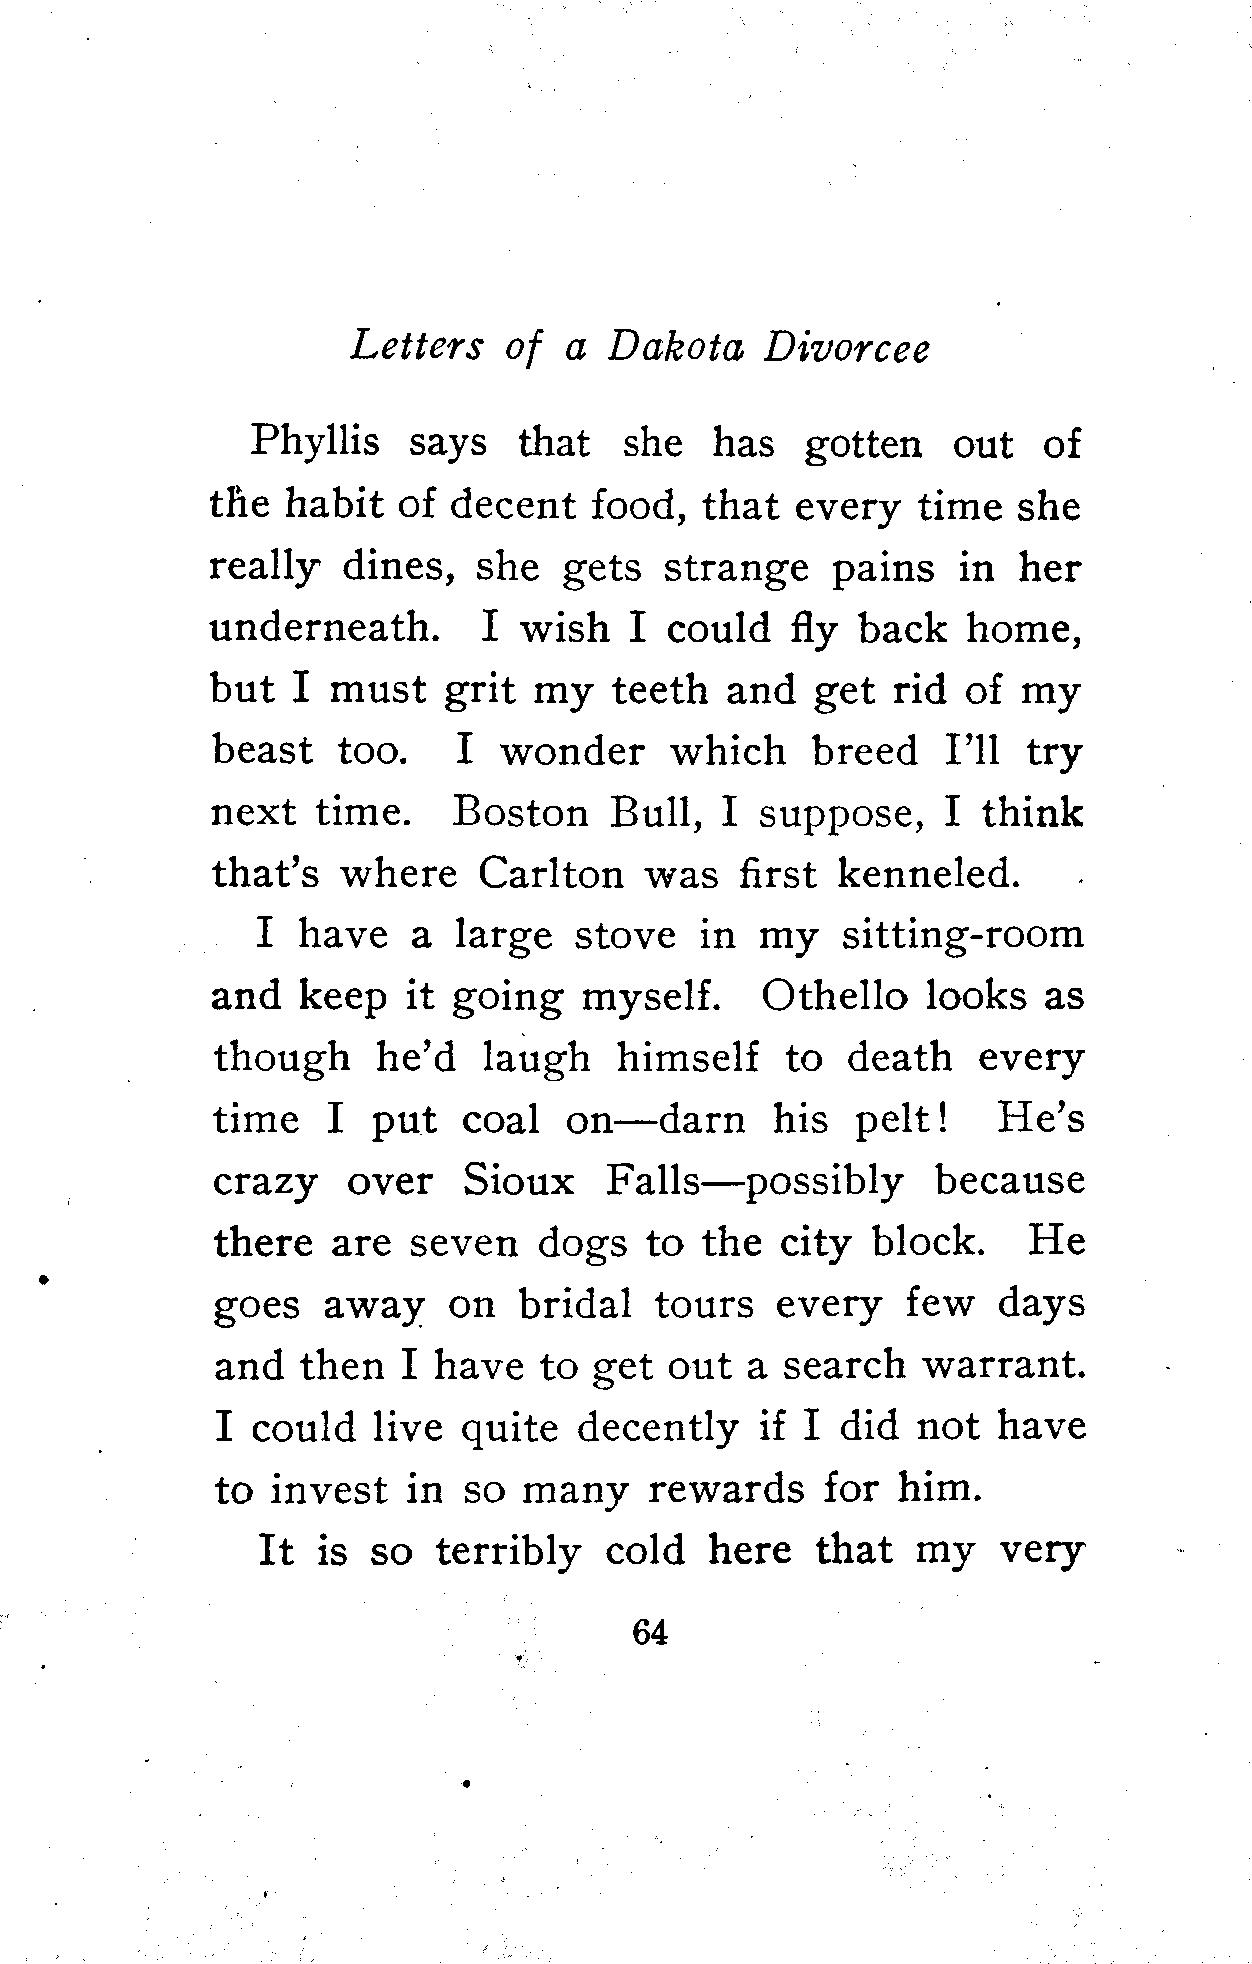 Letters of a Dakota Divorcee
Phyllis says that she has gotten out of
the habit of decent food, that every time she
really dines, she gets strange pains in her
underneath. I wish I could fly back home,
but I must grit my teeth and get rid of my
beast too. I wonder which breed I'll try
next time. Boston Bull, I suppose, I think
that's where Carlton was first kenneled.
I have a large stove in my sitting-room
and keep it going myself. Othello looks as
though he'd laugh himself to death every
time I put coal on—darn his pelt! He's
crazy over Sioux Falls—possibly because
there are seven dogs to the city block. He
goes away on bridal tours every few days
and then I have to get out a search warrant.
I could live quite decently if I did not have
to invest in so many rewards for him.
It is so terribly cold here that my very
64